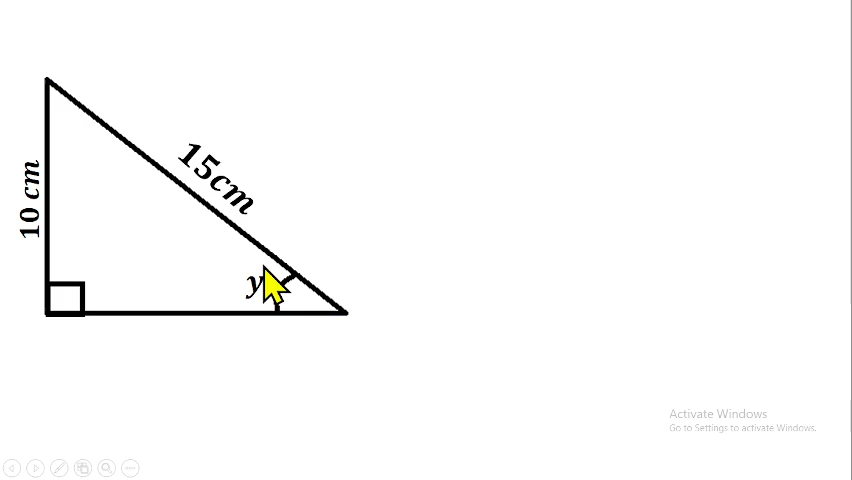 15cm
10 cm
y
Activate Windows
Go to Settings to activate Windows.